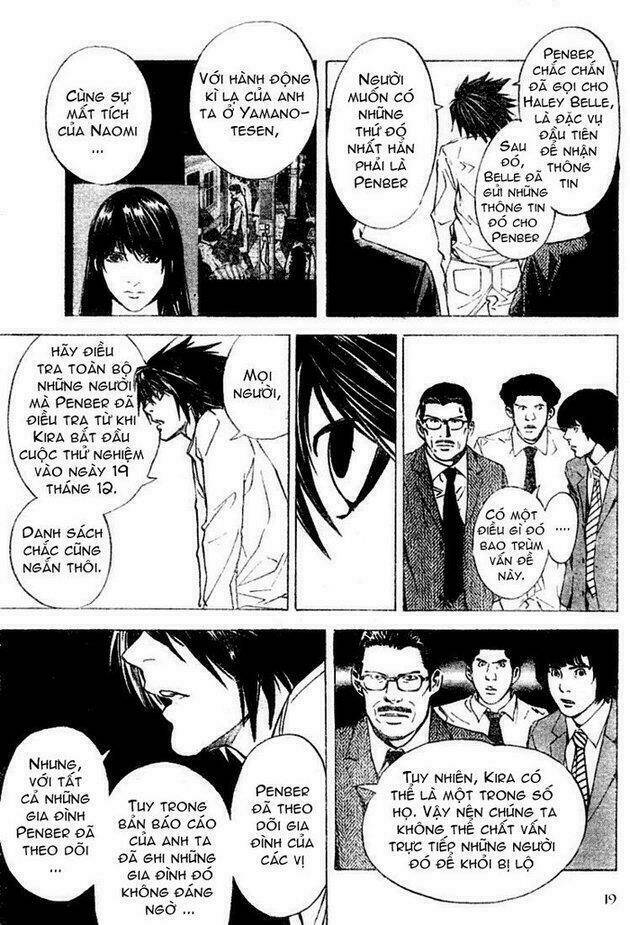 PENBER
CHẮC CHẮN
ĐÃ GỌI CHO
HALEY BELLE,
LÀ ĐẶC VỤ
ĐẦU TIÊN
ĐỂ NHẬN
THÔNG
TIN
SAU
ĐÓ,
BELLE ĐÃ
GỬI NHỮNG
THÔNG TIN
ĐÓ CHO
PENBER
NGƯỜI
MUỐN CÓ
NHỮNG
THỨ ĐÓ
NHẤT HẲN
PHẢI LÀ
PENBER
VỚI HÀNH ĐỘNG
KÌ LẠ CỦA ANH
TA Ở YAMANO-
TESEN,
CÙNG SỰ
MẤT TÍCH
CỦA NAOMI
...
....
CÓ MỘT
ĐIỀU GÌ ĐÓ
BAO TRÙM
VẤN ĐỀ
NÀY.
MỌI
NGƯỜI,
HÃY ĐIỀU
TRA TOÀN BỘ
NHỮNG NGƯỜI
MÀ PENBER ĐÃ
ĐIỀU TRA TỪ KHI
KIRA BẮT ĐẦU
CUỘC THỬ NGHIỆM
VÀO NGÀY 19
THÁNG 12.
DANH SÁCH
CHẮC CŨNG
NGẮN THÔI.
TUY NHIÊN, KIRA CÓ
THỂ LÀ MỘT TRONG SỐ
HỌ. VẬY NÊN CHÚNG TA
KHÔNG THỂ CHẤT VẤN
TRỰC TIẾP NHỮNG NGƯỜI
ĐÓ ĐỂ KHỎI BỊ LỘ
PENBER
ĐÃ THEO
DÕI GIA
ĐÌNH CỦA
CÁC VỊ
TUY TRONG
BẢN BÁO CÁO
CỦA ANH TA
ĐÃ GHI NHỮNG
GIA ĐÌNH ĐÓ
KHÔNG ĐÁNG
NGỜ ...
NHƯNG,
VỚI TẤT
CẢ NHỮNG
GIA ĐÌNH
PENBER ĐÃ
THEO DÕI
...
19